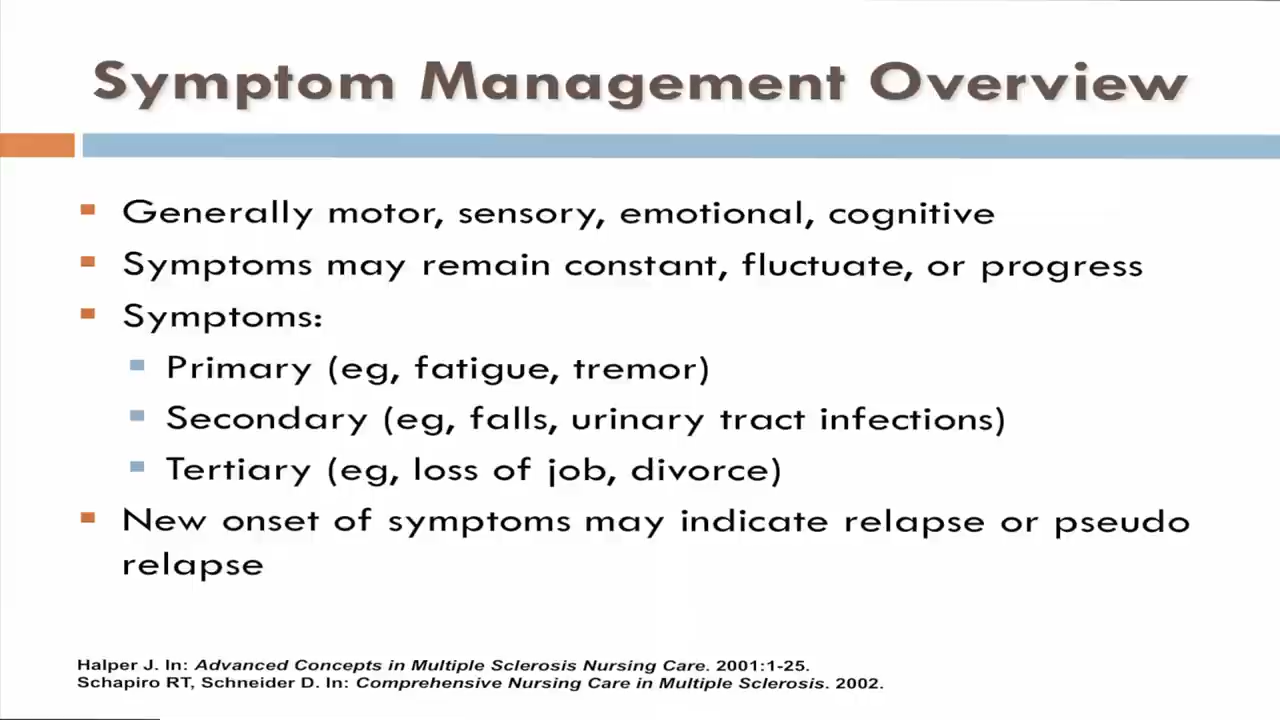 Symptom Management Overview
Generally motor, sensory, emotional, cognitive
Symptoms may remain constant, fluctuate, or progress
Symptoms:
Primary (eg, fatigue, tremor)
Secondary (eg, falls, urinary tract infections)
Tertiary (eg, loss of job, divorce)
New onset of symptoms may indicate relapse or pseudo
relapse
Halper J. In: Advanced Concepts in Multiple Sclerosis Nursing Care. 2001:1-25.
Schapiro RT, Schneider D. In: Comprehensive Nursing Care in Multiple Sclerosis. 2002.